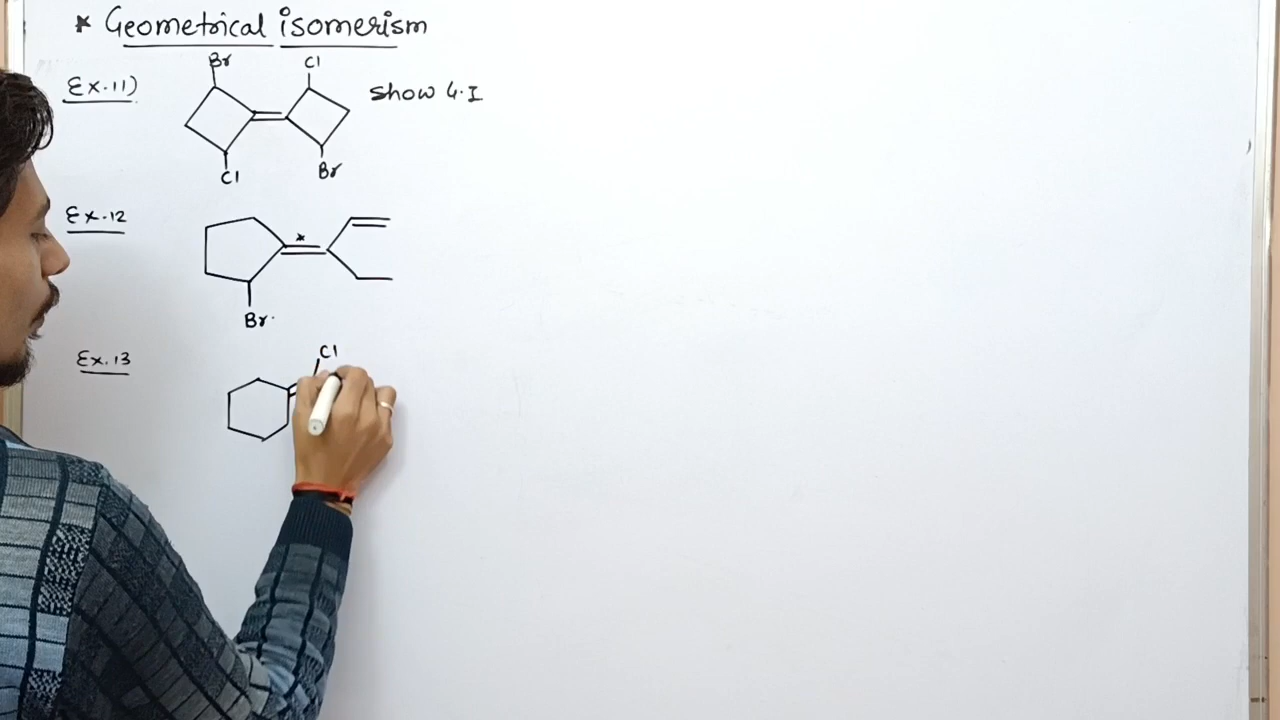 * Geometrical isomerism
Ex.11)
Br
Cl
Show G.I
Cl
Br
Ex.12
*
Br.
Ex.13
Cl